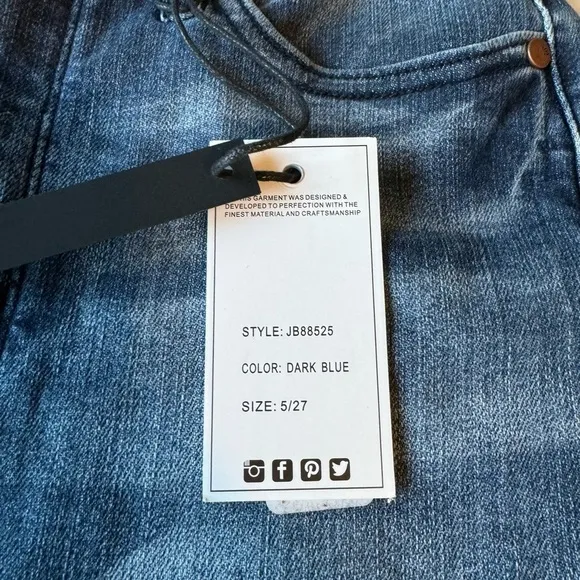 GARMENT WAS DESIGNED &
DEVELOPED TO PERFECTION WITH THE
FINEST MATERIAL AND CRAFTSMANSHIP
STYLE: JB88525
COLOR: DARK BLUE
SIZE: 5/27